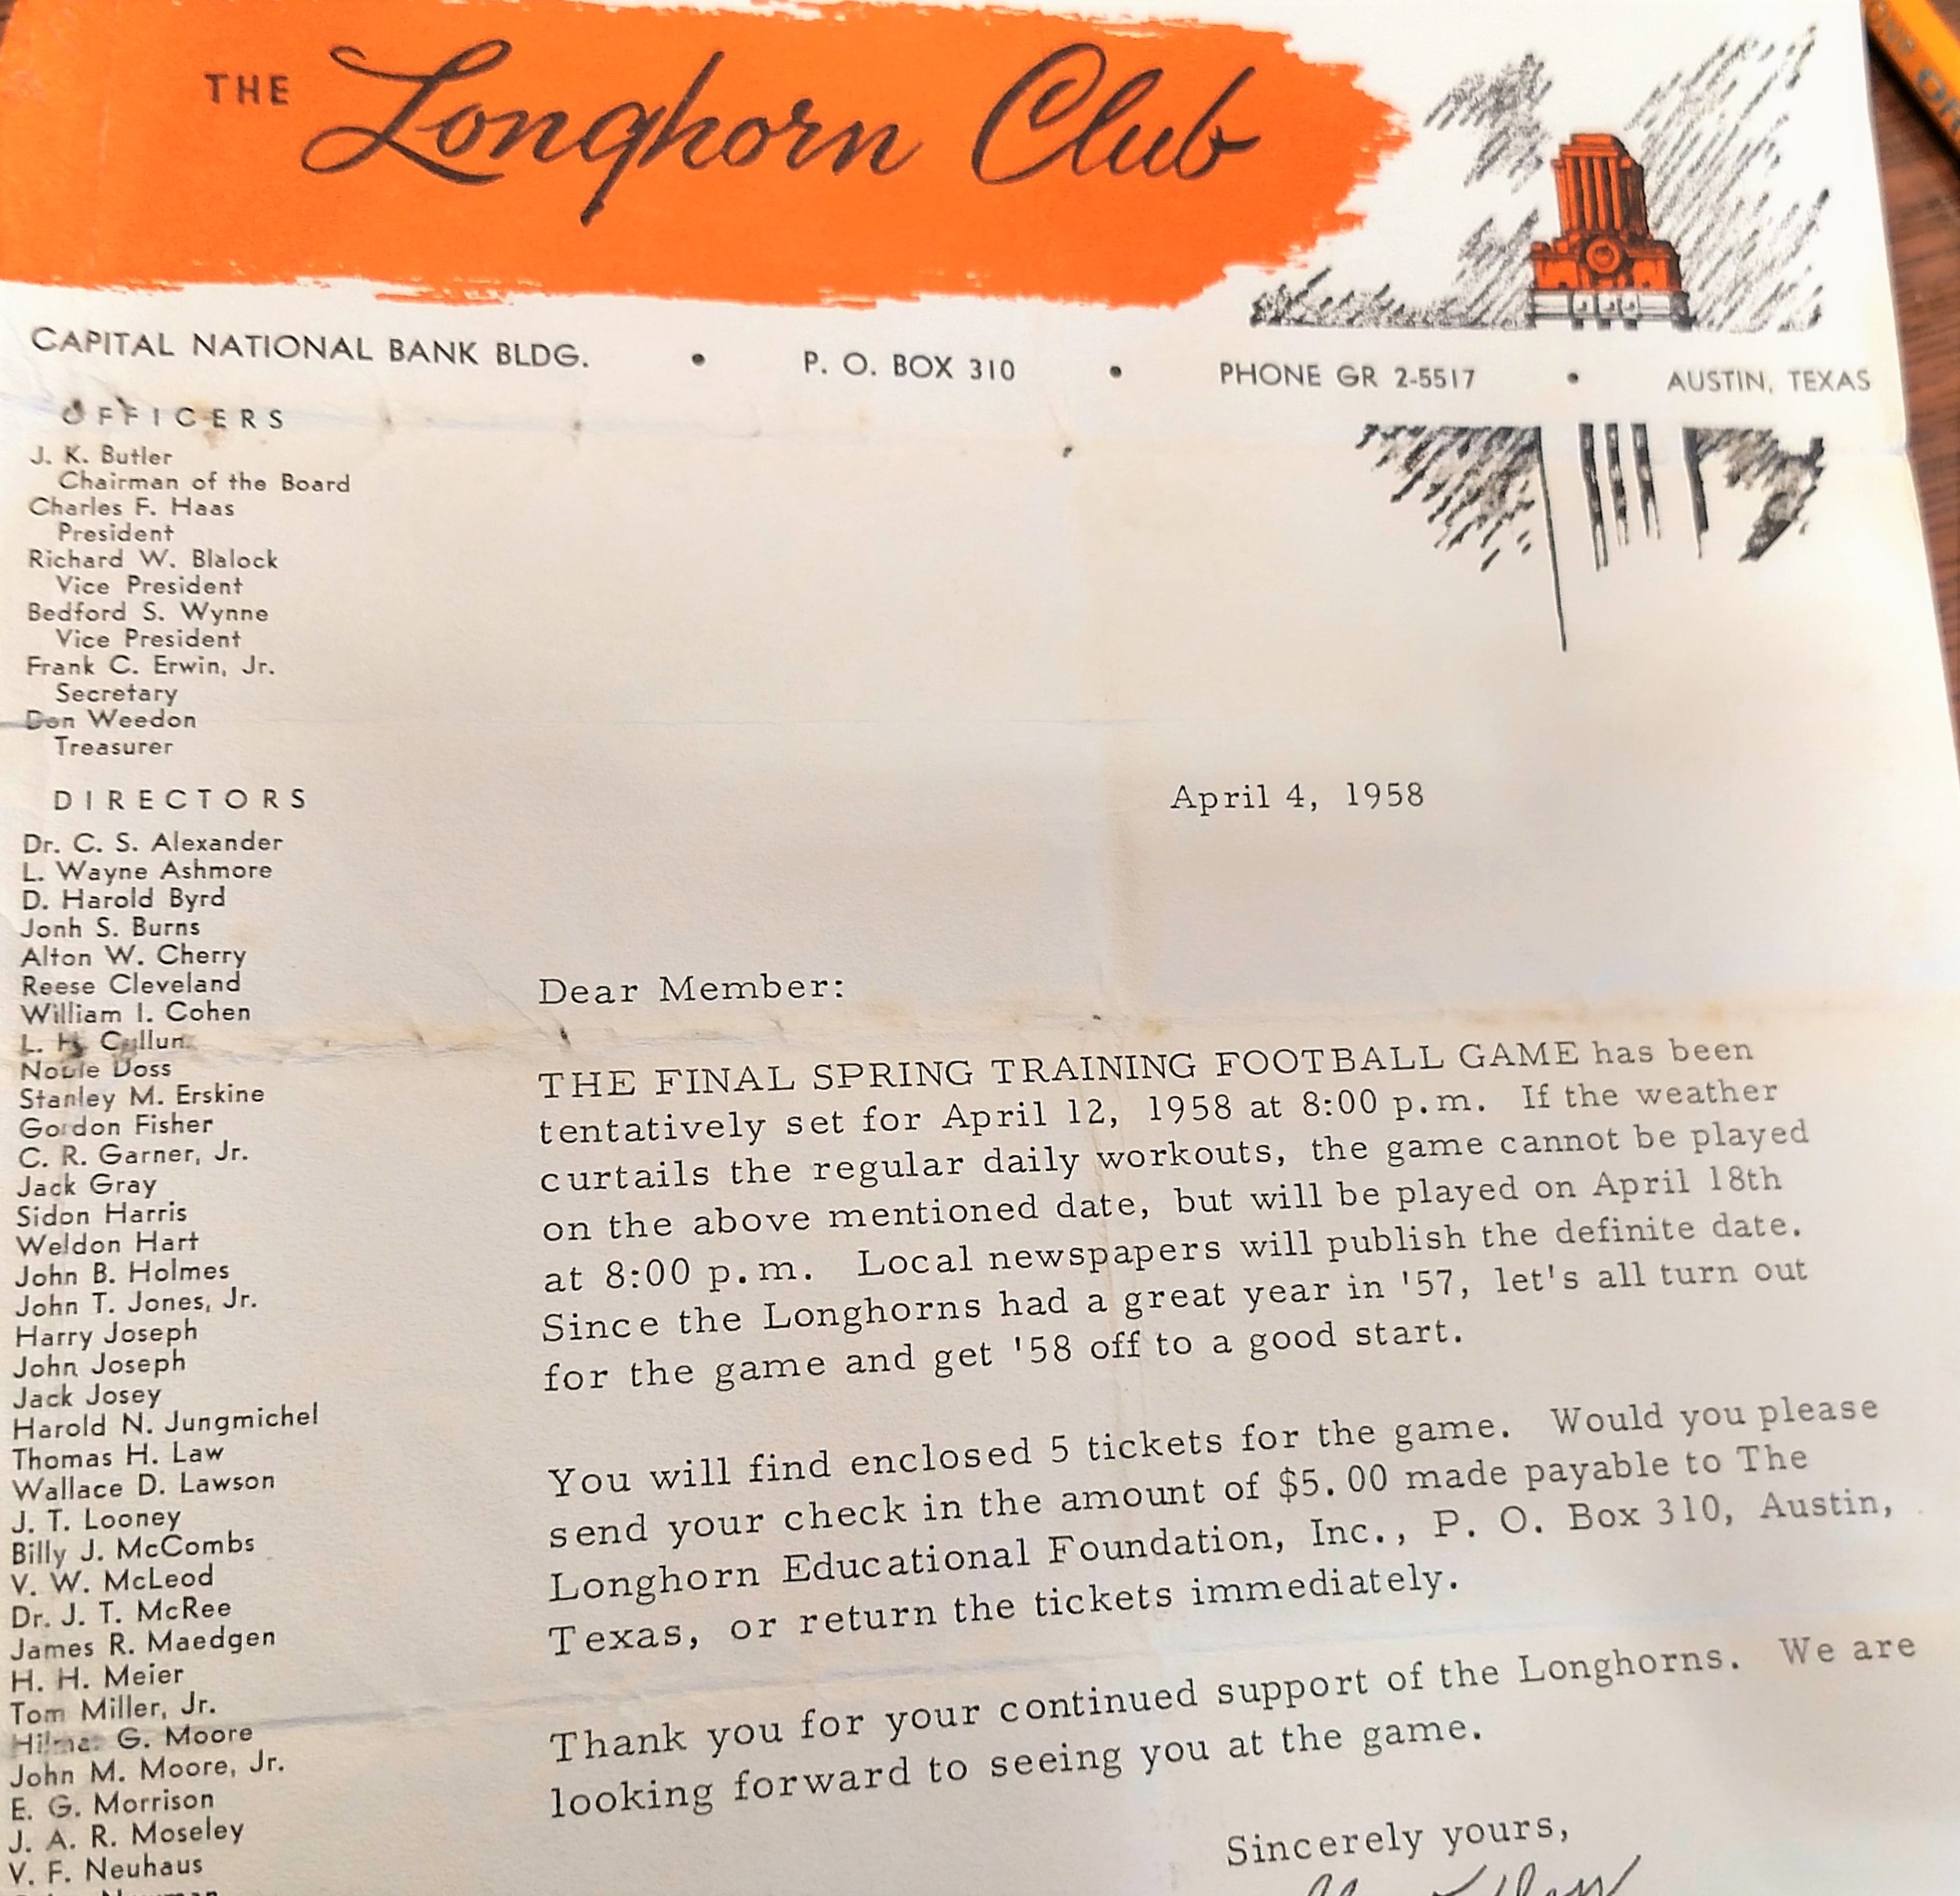 THE Longhorn Club
CAPITAL NATIONAL BANK BLDG. • P. O. BOX 310 • PHONE GR 2-5517 • AUSTIN, TEXAS
OFFICERS
J. K. Butler
Chairman of the Board
Charles F. Haas
President
Richard W. Blalock
Vice President
Bedford S. Wynne
Vice President
Frank C. Erwin, Jr.
Secretary
Don Weedon
Treasurer
DIRECTORS
Dr. C. S. Alexander
L. Wayne Ashmore
D. Harold Byrd
Jonh S. Burns
Alton W. Cherry
Reese Cleveland
William I. Cohen
L. H.
Noble Doss
Stanley M. Erskine
Gordon Fisher
C. R. Garner, Jr.
Jack Gray
Sidon Harris
Weldon Hart
John B. Holmes
John T. Jones, Jr.
Harry Joseph
John Joseph
Jack Josey
Harold N. Jungmichel
Thomas H. Law
Wallace D. Lawson
J. T. Looney
Billy J. McCombs
V. W. McLeod
Dr. J. T. McRee
James R. Maedgen
H. H. Meier
Tom Miller, Jr.
G. Moore
John M. Moore, Jr.
E. G. Morrison
J. A. R. Moseley
V. F. Neuhaus
April 4, 1958
Dear Member:
THE FINAL SPRING TRAINING FOOTBALL GAME has been
tentatively set for April 12, 1958 at 8:00 p.m. If the weather
curtails the regular daily workouts, the game cannot be played
on the above mentioned date, but will be played on April 18th
at 8:00 p.m. Local newspapers will publish the definite date.
Since the Longhorns had a great year in '57, let's all turn out
for the game and get '58 off to a good start.
You will find enclosed 5 tickets for the game. Would you please
send your check in the amount of $5.00 made payable to The
Longhorn Educational Foundation, Inc., P. O. Box 310, Austin,
Texas, or return the tickets immediately.
Thank you for your continued support of the Longhorns. We are
looking forward to seeing you at the game.
Sincerely yours,